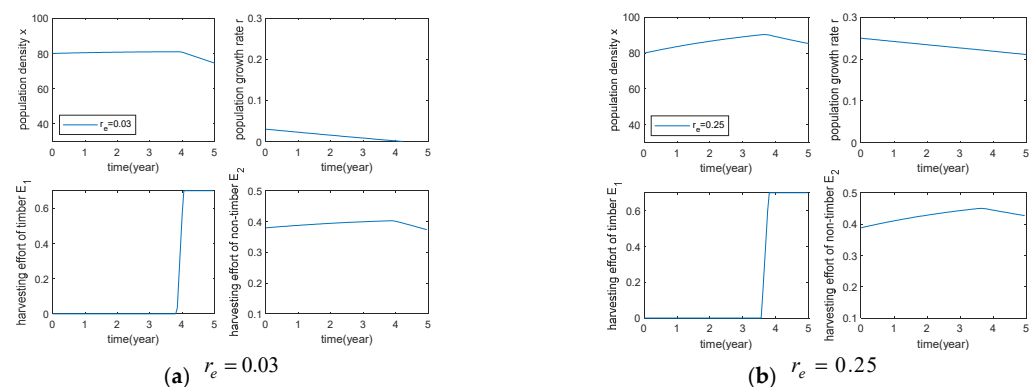 population density x
100
80
60
40
0 1 2 3 4 5
time(year)
r_e=0.03
population growth rate r
0.3
0.2
0.1
0
0 1 2 3 4 5
time(year)
harvesting effort of timber E_1
0.6
0.4
0.2
0
0 1 2 3 4 5
time(year)
harvesting effort of non-timber E_2
0.5
0.4
0.3
0.2
0.1
0 1 2 3 4 5
time(year)
(a) r_e = 0.03
population density x
100
80
60
40
0 1 2 3 4 5
time(year)
r_e=0.25
population growth rate r
0.3
0.2
0.1
0
0 1 2 3 4 5
time(year)
harvesting effort of timber E_1
0.6
0.4
0.2
0
0 1 2 3 4 5
time(year)
harvesting effort of non-timber E_2
0.5
0.4
0.3
0.2
0.1
0 1 2 3 4 5
time(year)
(b) r_e = 0.25